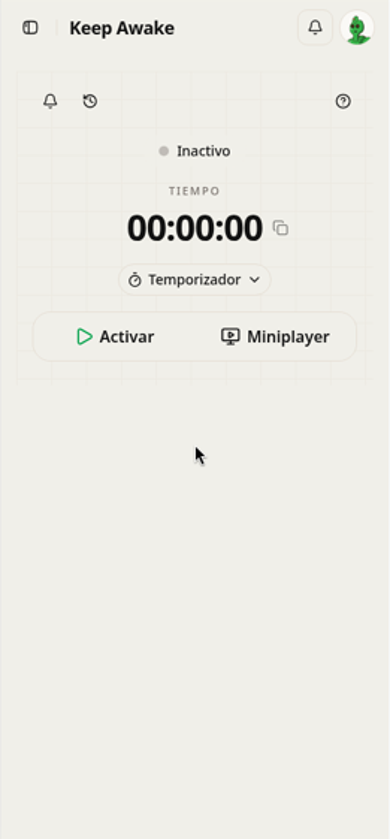 Keep Awake
Inactivo
TIEMPO
00:00:00
Temporizador
Activar
Miniplayer